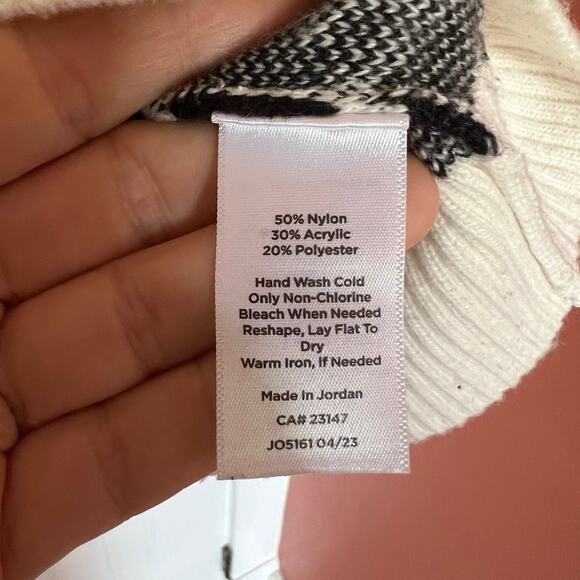 50% Nylon
30% Acrylic
20% Polyester
Hand Wash Cold
Only Non-Chlorine
Bleach When Needed
Reshape, Lay Flat To
Dry
Warm Iron, If Needed
Made In Jordan
CA# 23147
JO5161 04/23